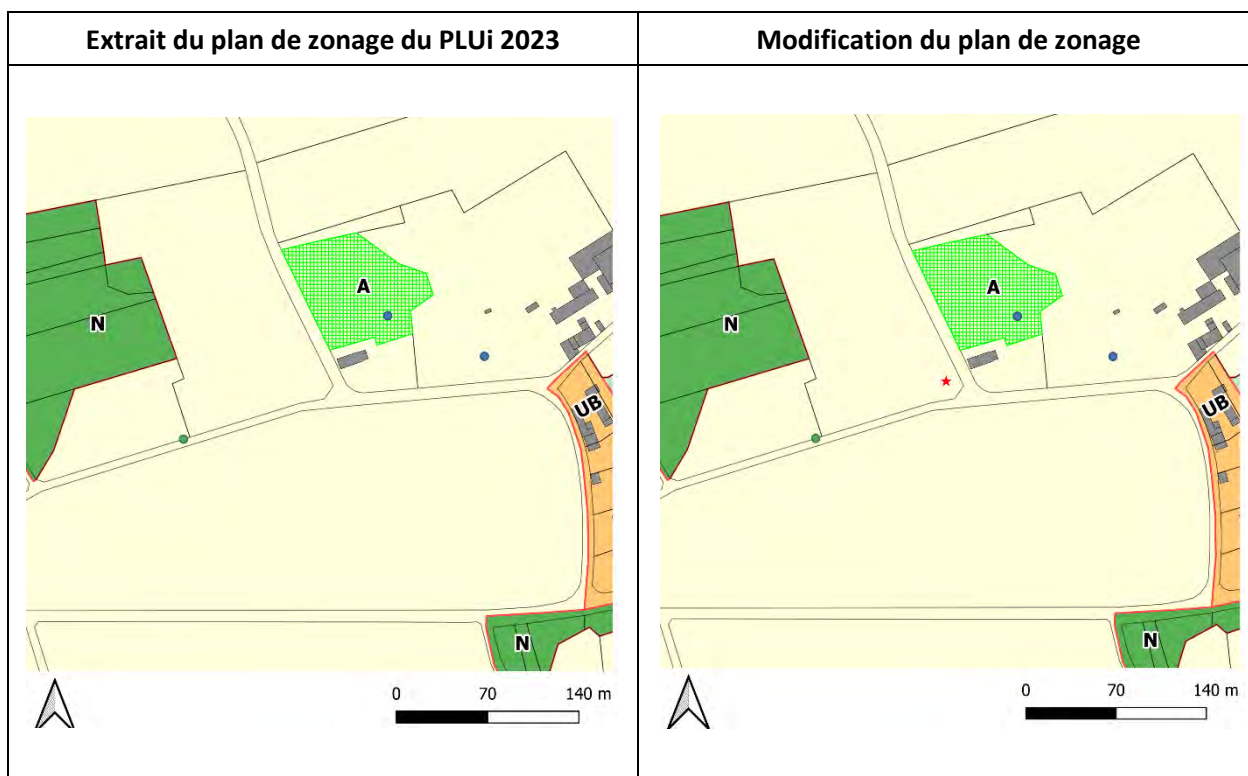 Extrait du plan de zonage du PLUi 2023
Modification du plan de zonage
A
N
UB
N
0 70 140 m
A
N
UB
N
0 70 140 m